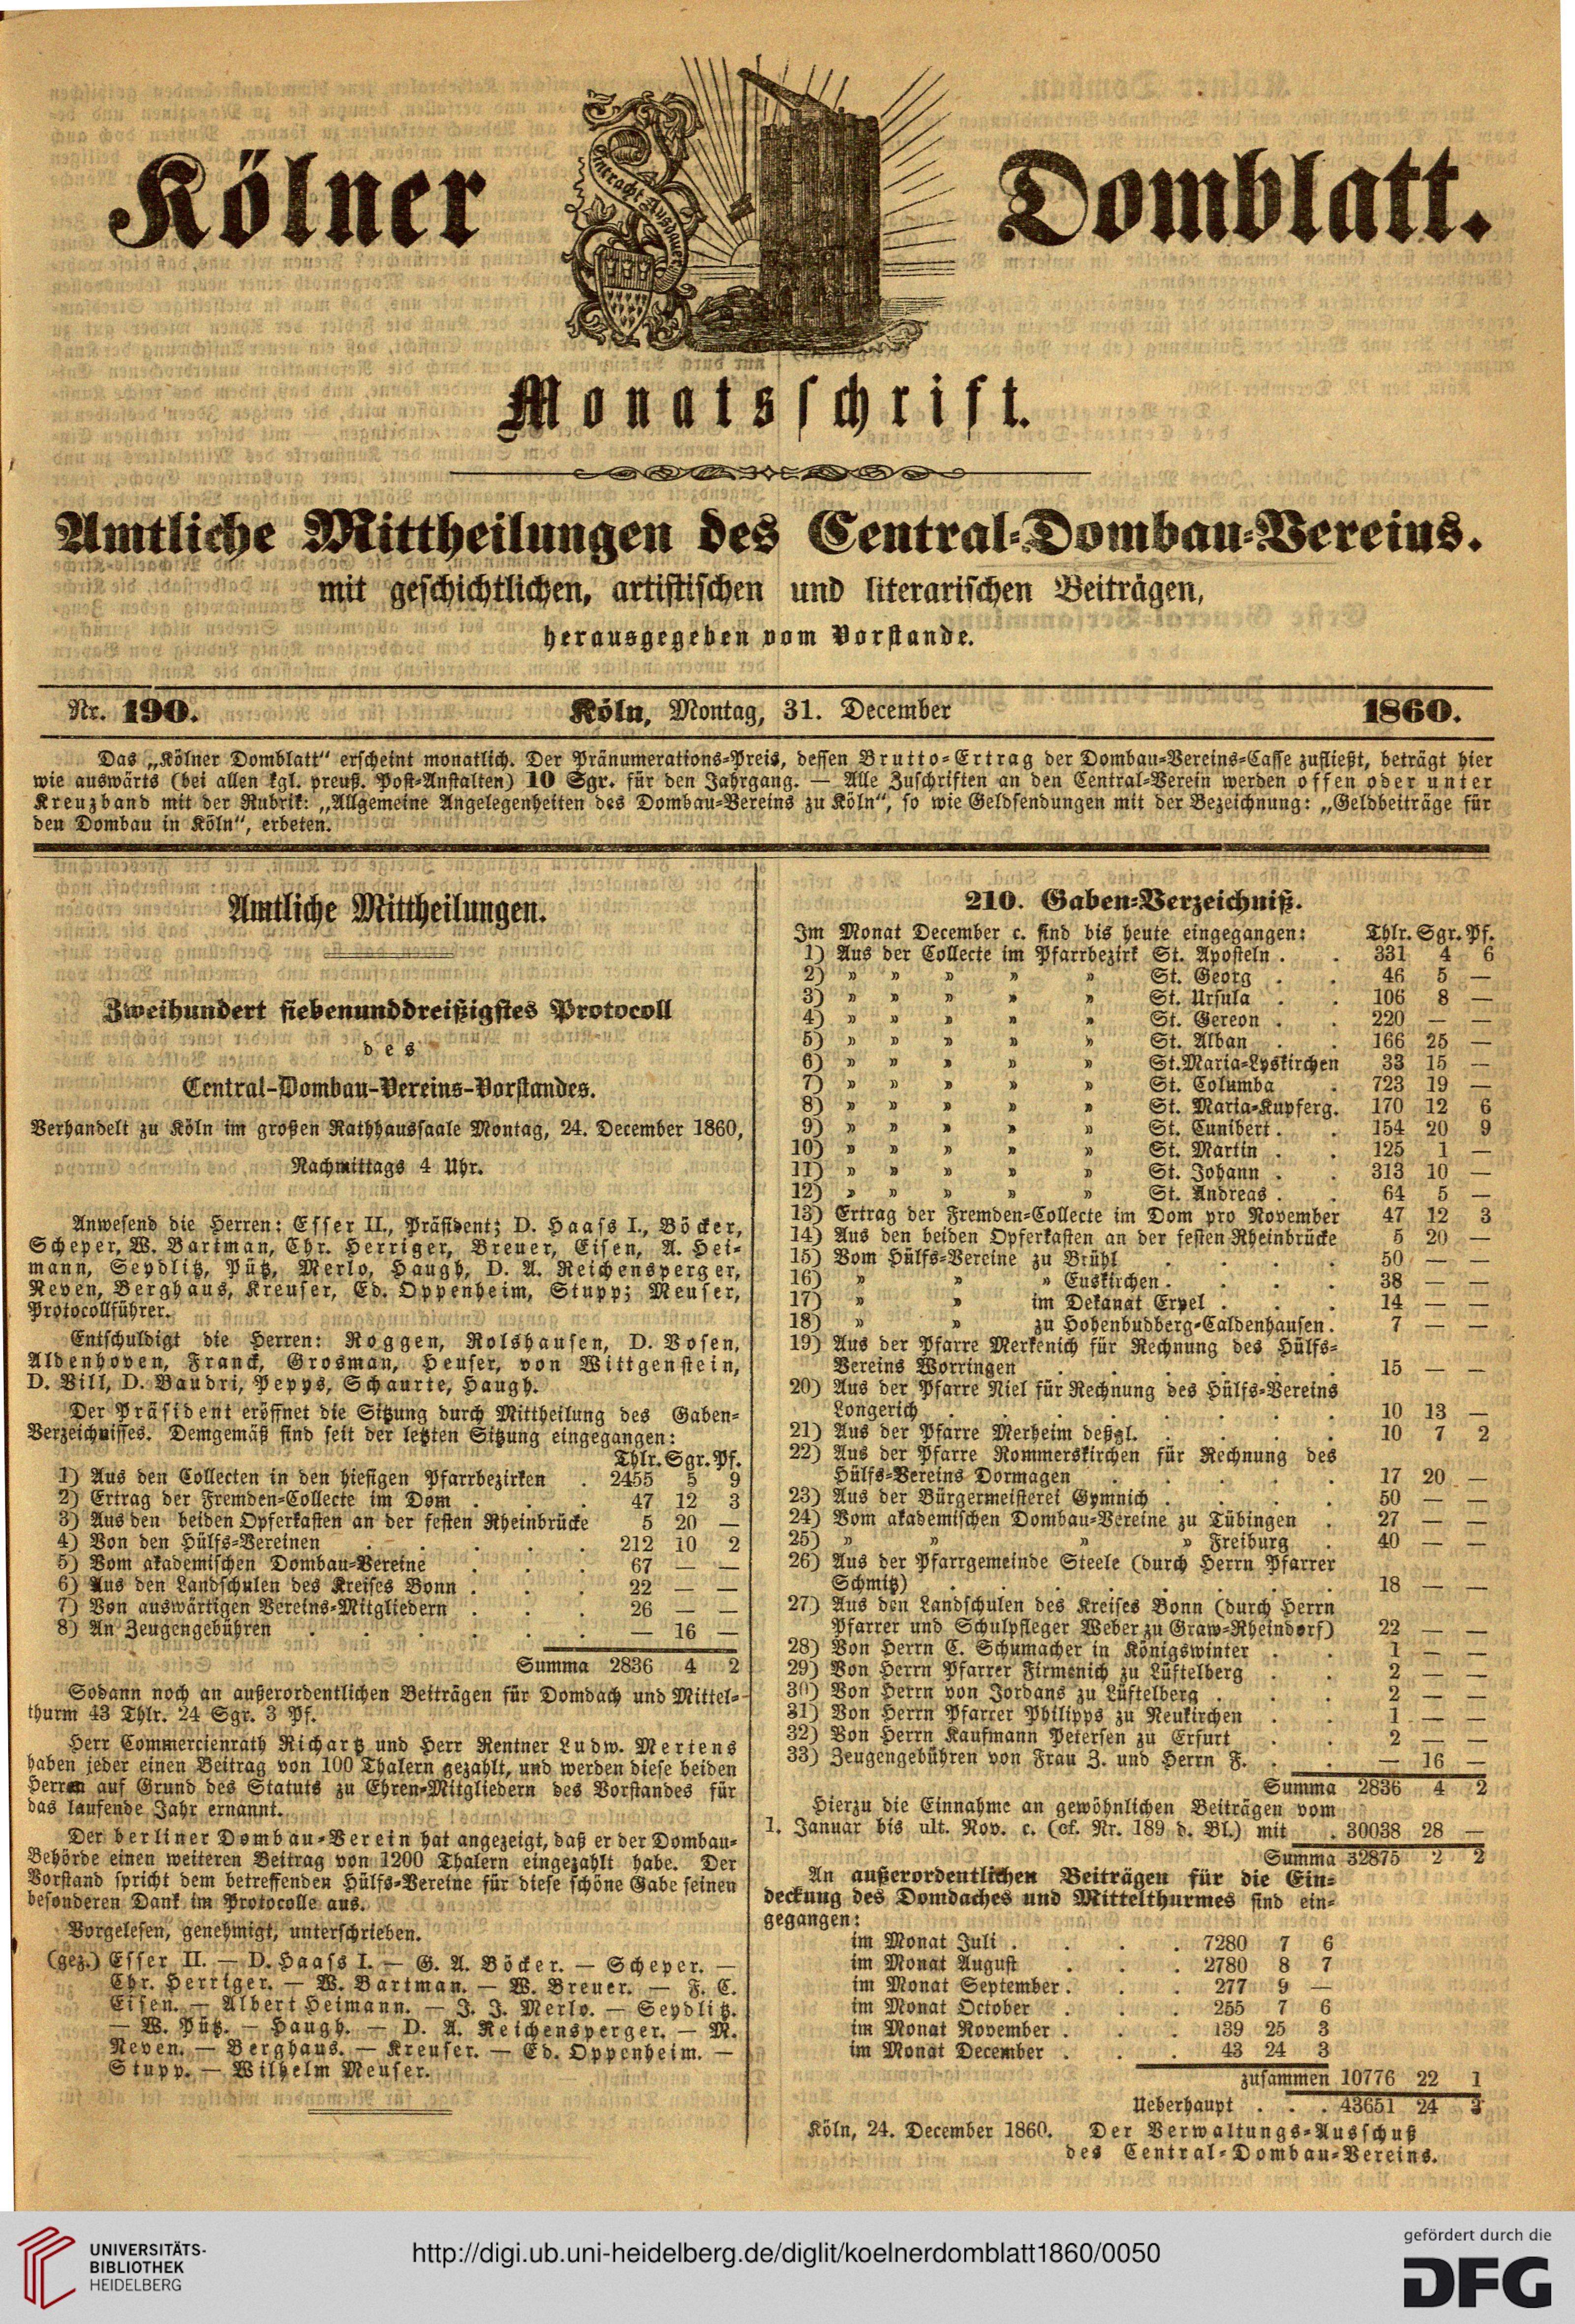 Kölner Domblatt.
Eintracht Ausdauer
Monatsschrift.
Amtliche Mittheilungen des Central-Dombau-Vereins.
mit geschichtlichen, artistischen und literarischen Beiträgen,
herausgegeben vom Vorstande.
Nr. 190. Köln, Montag, 31. December 1860.
Das „Kölner Domblatt“ erscheint monatlich. Der Pränumerations-Preis, dessen Brutto-Ertrag der Dombau-Vereins-Casse zufließt, beträgt hier
wie auswärts (bei allen kgl. preuß. Post-Anstalten) 10 Sgr. für den Jahrgang. — Alle Zuschriften an den Central-Verein werden offen oder unter
Kreuzband mit der Rubrik: „Allgemeine Angelegenheiten des Dombau-Vereins zu Köln“, so wie Geldsendungen mit der Bezeichnung: „Geldbeiträge für
den Dombau in Köln“, erbeten.
Amtliche Mittheilungen.
Zweihundert siebenunddreißigstes Protocoll
des
Central-Dombau-Vereins-Vorstandes.
Verhandelt zu Köln im großen Rathhaussaale Montag, 24. December 1860,
Nachmittags 4 Uhr.
Anwesend die Herren: Esser II., Präsident; D. Haass I., Böcker,
Scheper, W. Bartman, Chr. Herriger, Breuer, Eisen, A. Hei-
mann, Seydlitz, Pütz, Merlo, Haugh, D. A. Reichensperger,
Neven, Berghaus, Kreuser, Ed. Oppenheim, Stupp; Meuser,
Protocollführer.
Entschuldigt die Herren: Roggen, Rolshausen, D. Vosen,
Aldenhoven, Franck, Grosman, Heuser, von Wittgenstein,
D. Bill, D. Baudri, Pepys, Schaurte, Haugh.
Der Präsident eröffnet die Sitzung durch Mittheilung des Gaben-
Verzeichnisses. Demgemäß sind seit der letzten Sitzung eingegangen:
Thlr. Sgr. Pf.
1) Aus den Collecten in den hiesigen Pfarrbezirken . 2455 5 9
2) Ertrag der Fremden-Collecte im Dom . . . 47 12 3
3) Aus den beiden Opferkasten an der festen Rheinbrücke 5 20 —
4) Von den Hülfs-Vereinen . . . . . 212 10 2
5) Vom akademischen Dombau-Vereine . . . 67 — —
6) Aus den Landschulen des Kreises Bonn . . . 22 — —
7) Von auswärtigen Vereins-Mitgliedern . . . 26 — —
8) An Zeugengebühren . . . . . . — 16 —
Summa 2836 4 2
Sodann noch an außerordentlichen Beiträgen für Domdach und Mittel-
thurm 43 Thlr. 24 Sgr. 3 Pf.
Herr Commercienrath Richartz und Herr Rentner Ludw. Mertens
haben jeder einen Beitrag von 100 Thalern gezahlt, und werden diese beiden
Herren auf Grund des Statuts zu Ehren-Mitgliedern des Vorstandes für
das laufende Jahr ernannt.
Der berliner Dombau-Verein hat angezeigt, daß er der Dombau-
Behörde einen weiteren Beitrag von 1200 Thalern eingezahlt habe. Der
Vorstand spricht dem betreffenden Hülfs-Vereine für diese schöne Gabe seinen
besonderen Dank im Protocolle aus.
Vorgelesen, genehmigt, unterschrieben.
(gez.) Esser II. — D. Haass I. — G. A. Böcker. — Scheper. —
Chr. Herriger. — W. Bartman. — W. Breuer. — F. C.
Eisen. — Albert Heimann. — J. J. Merlo. — Seydlitz.
— W. Pütz. — Haugh. — D. A. Reichensperger. — M.
Neven. — Berghaus. — Kreuser. — Ed. Oppenheim. —
Stupp. — Wilhelm Meuser.
210. Gaben-Verzeichniß.
Im Monat December c. sind bis heute eingegangen: Thlr. Sgr. Pf.
1) Aus der Collecte im Pfarrbezirk St. Aposteln . . 331 4 6
2) » » » » » St. Georg . . 46 5 —
3) » » » » » St. Ursula . . 106 8 —
4) » » » » » St. Gereon . . 220 — —
5) » » » » » St. Alban . . 166 25 —
6) » » » » » St. Maria-Lyskirchen 33 15 —
7) » » » » » St. Columba . 723 19 —
8) » » » » » St. Maria-Kupferg. 170 12 6
9) » » » » » St. Cunibert . . 154 20 9
10) » » » » » St. Martin . . 125 1 —
11) » » » » » St. Johann . . 313 10 —
12) » » » » » St. Andreas . . 64 5 —
13) Ertrag der Fremden-Collecte im Dom pro November 47 12 3
14) Aus den beiden Opferkasten an der festen Rheinbrücke 5 20 —
15) Vom Hülfs-Vereine zu Brühl . . . . 50 — —
16) » » » Euskirchen . . . . 38 — —
17) » » im Dekanat Erpel . . . 14 — —
18) » » zu Hohenbudberg-Caldenhausen . 7 — —
19) Aus der Pfarre Merkenich für Rechnung des Hülfs-
Vereins Worringen . . . . . 15 — —
20) Aus der Pfarre Niel für Rechnung des Hülfs-Vereins
Longerich . . . . . . . 10 13 —
21) Aus der Pfarre Merheim deßgl. . . . . 10 7 2
22) Aus der Pfarre Rommerskirchen für Rechnung des
Hülfs-Vereins Dormagen . . . . . 17 20 —
23) Aus der Bürgermeisterei Gymnich . . . . 50 — —
24) Vom akademischen Dombau-Vereine zu Tübingen . 27 — —
25) » » » » Freiburg . 40 — —
26) Aus der Pfarrgemeinde Steele (durch Herrn Pfarrer
Schmitz) . . . . . . . 18 — —
27) Aus den Landschulen des Kreises Bonn (durch Herrn
Pfarrer und Schulpfleger Weber zu Graw-Rheindorf) 22 — —
28) Von Herrn C. Schumacher in Königswinter . . 1 — —
29) Von Herrn Pfarrer Firmenich zu Lüftelberg . . 2 — —
30) Von Herrn von Jordans zu Lüftelberg . . . 2 — —
31) Von Herrn Pfarrer Philipps zu Neukirchen . . 1 — —
32) Von Herrn Kaufmann Petersen zu Erfurt . . 2 — —
33) Zeugengebühren von Frau Z. und Herrn F. . . — 16 —
Summa 2836 4 2
Hierzu die Einnahme an gewöhnlichen Beiträgen vom
1. Januar bis ult. Nov. c. (cf. Nr. 189 d. Bl.) mit . 30038 28 —
Summa 32875 2 2
An außerordentlichen Beiträgen für die Ein-
deckung des Domdaches und Mittelthurmes sind ein-
gegangen:
im Monat Juli . . . . 7280 7 6
im Monat August . . . 2780 8 7
im Monat September . . . 277 9 —
im Monat October . . . 255 7 6
im Monat November . . . 139 25 3
im Monat December . . . 43 24 3
zusammen 10776 22 1
Ueberhaupt . . . 43651 24 3
Köln, 24. December 1860. Der Verwaltungs-Ausschuß
des Central-Dombau-Vereins.
UNIVERSITÄTS-
BIBLIOTHEK
HEIDELBERG
http://digi.ub.uni-heidelberg.de/diglit/koelnerdomblatt1860/0050
gefördert durch die
DFG